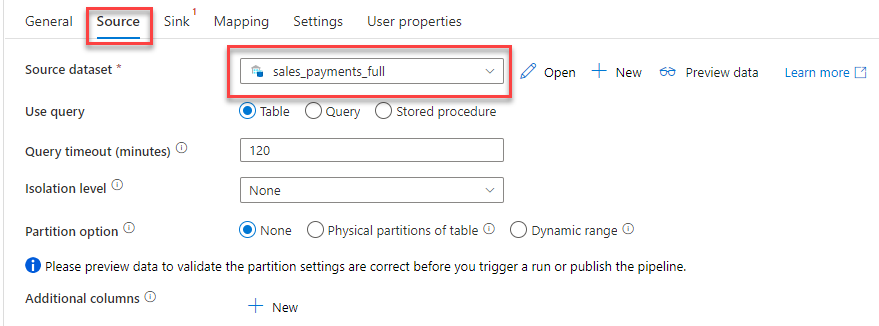 General Source Sink 1 Mapping Settings User properties
Source dataset * sales_payments_full Open New Preview data Learn more
Use query Table Query Stored procedure
Query timeout (minutes) 120
Isolation level None
Partition option None Physical partitions of table Dynamic range
Please preview data to validate the partition settings are correct before you trigger a run or publish the pipeline.
Additional columns New